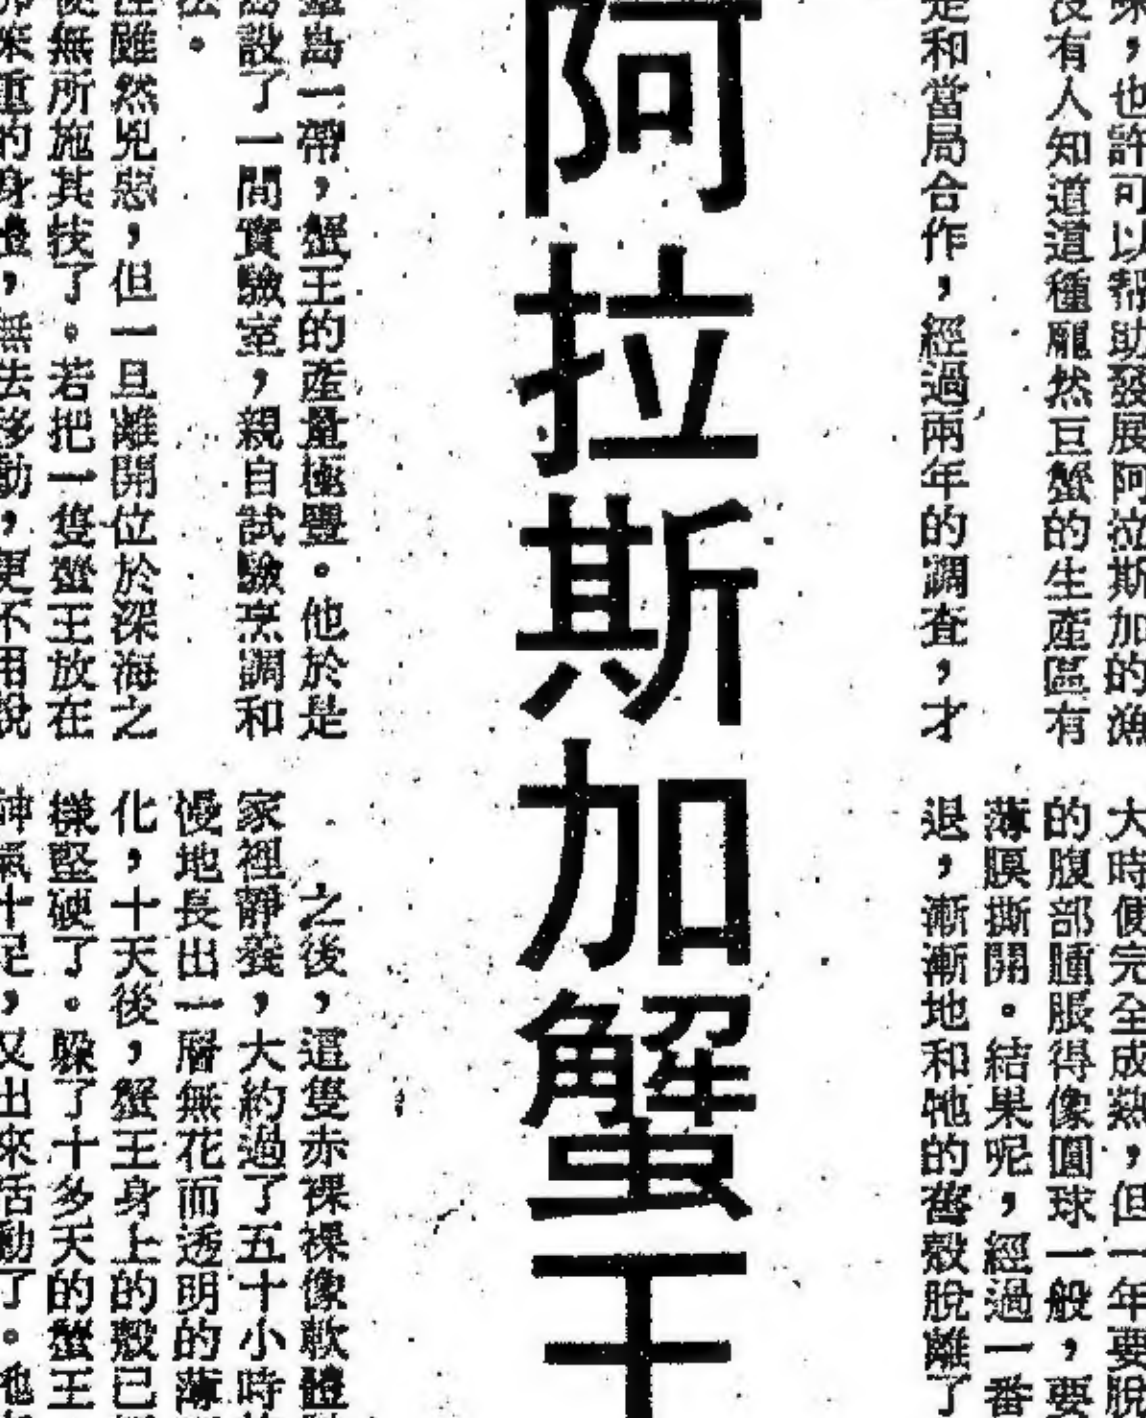 ，也許可以幫助發展阿拉斯加的漁
沒有人知道這種龐然巨蟹的生產區有
是和當局合作，經過兩年的調查，才
大時便完全成熟，但一年要脫
的腹部腫脹得像圓球一般，要
薄膜撕開。結果呢，經過一番
退，漸漸地和牠的舊殼脫離了
阿拉斯加蟹王
島一帶，蟹王的產量極豐。他於是
設了一間實驗室，親自試驗烹調和
法。
雖然兇惡，但一旦離開位於深海之
便無所施其技了。若把一隻蟹王放在
笨重的身體，無法移動，更不用說
之後，這隻赤裸裸像軟體
家裡靜養，大約過了五十小時
慢地長出一層無花而透明的薄
化，十天後，蟹王身上的殼已
樣堅硬了。躲了十多天的蟹王
神氣十足，又出來活動了。牠